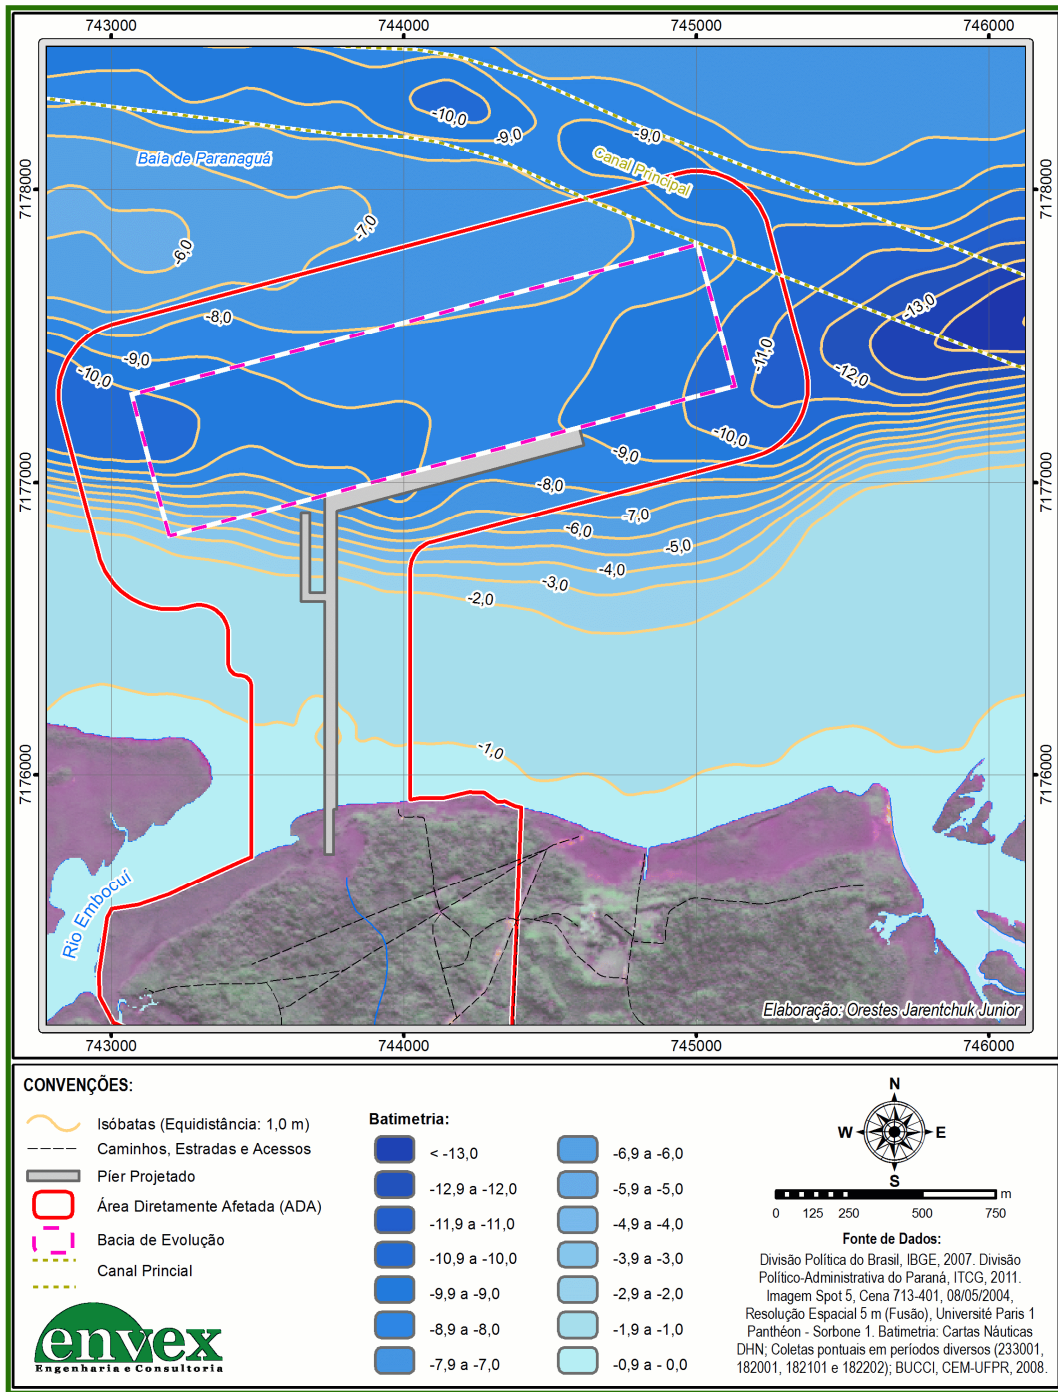 743000
744000
745000
746000
7178000
7178000
7177000
7177000
7176000
7176000
-10,0
-9,0
-9,0
Baía de Paranaguá
Canal Principal
-7,0
-6,0
-8,0
-13,0
-9,0
-10,0
-11,0
-12,0
-10,0
-9,0
-8,0
-7,0
-6,0
-5,0
-4,0
-3,0
-2,0
-1,0
Rio Embocuí
Elaboração: Orestes Jarentchuk Junior
743000
744000
745000
746000
CONVENÇÕES:
Isóbatas (Equidistância: 1,0 m)
Caminhos, Estradas e Acessos
Píer Projetado
Área Diretamente Afetada (ADA)
Bacia de Evolução
Canal Princial
envex
Engenharia e Consultoria
Batimetria:
< -13,0
-12,9 a -12,0
-11,9 a -11,0
-10,9 a -10,0
-9,9 a -9,0
-8,9 a -8,0
-7,9 a -7,0
-6,9 a -6,0
-5,9 a -5,0
-4,9 a -4,0
-3,9 a -3,0
-2,9 a -2,0
-1,9 a -1,0
-0,9 a - 0,0
N
W
E
S
m
0 125 250 500 750
Fonte de Dados:
Divisão Política do Brasil, IBGE, 2007. Divisão
Político-Administrativa do Paraná, ITCG, 2011.
Imagem Spot 5, Cena 713-401, 08/05/2004,
Resolução Espacial 5 m (Fusão), Université Paris 1
Panthéon - Sorbone 1. Batimetria: Cartas Náuticas
DHN; Coletas pontuais em períodos diversos (233001,
182001, 182101 e 182202); BUCCI, CEM-UFPR, 2008.